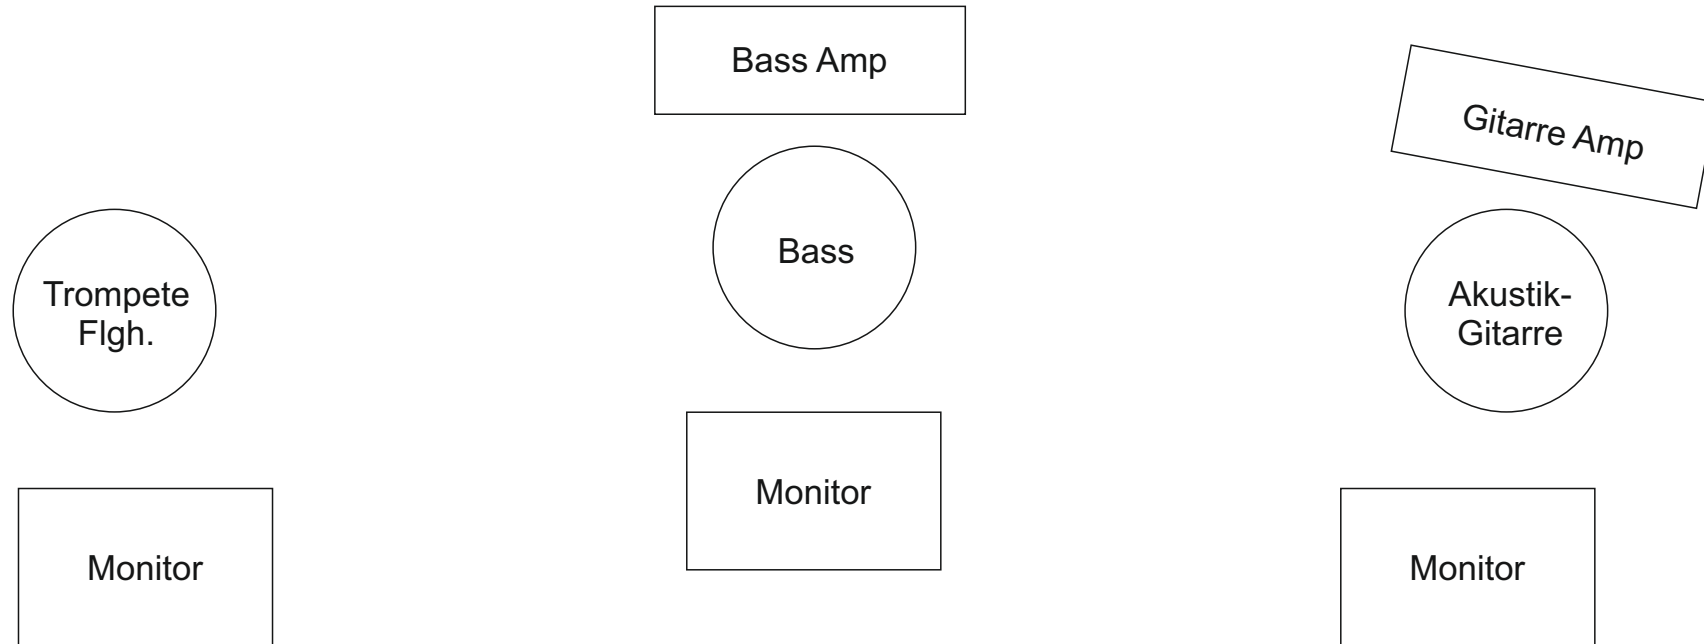 Bass Amp
Gitarre Amp
Trompete
Flgh.
Bass
Akustik-
Gitarre
Monitor
Monitor
Monitor